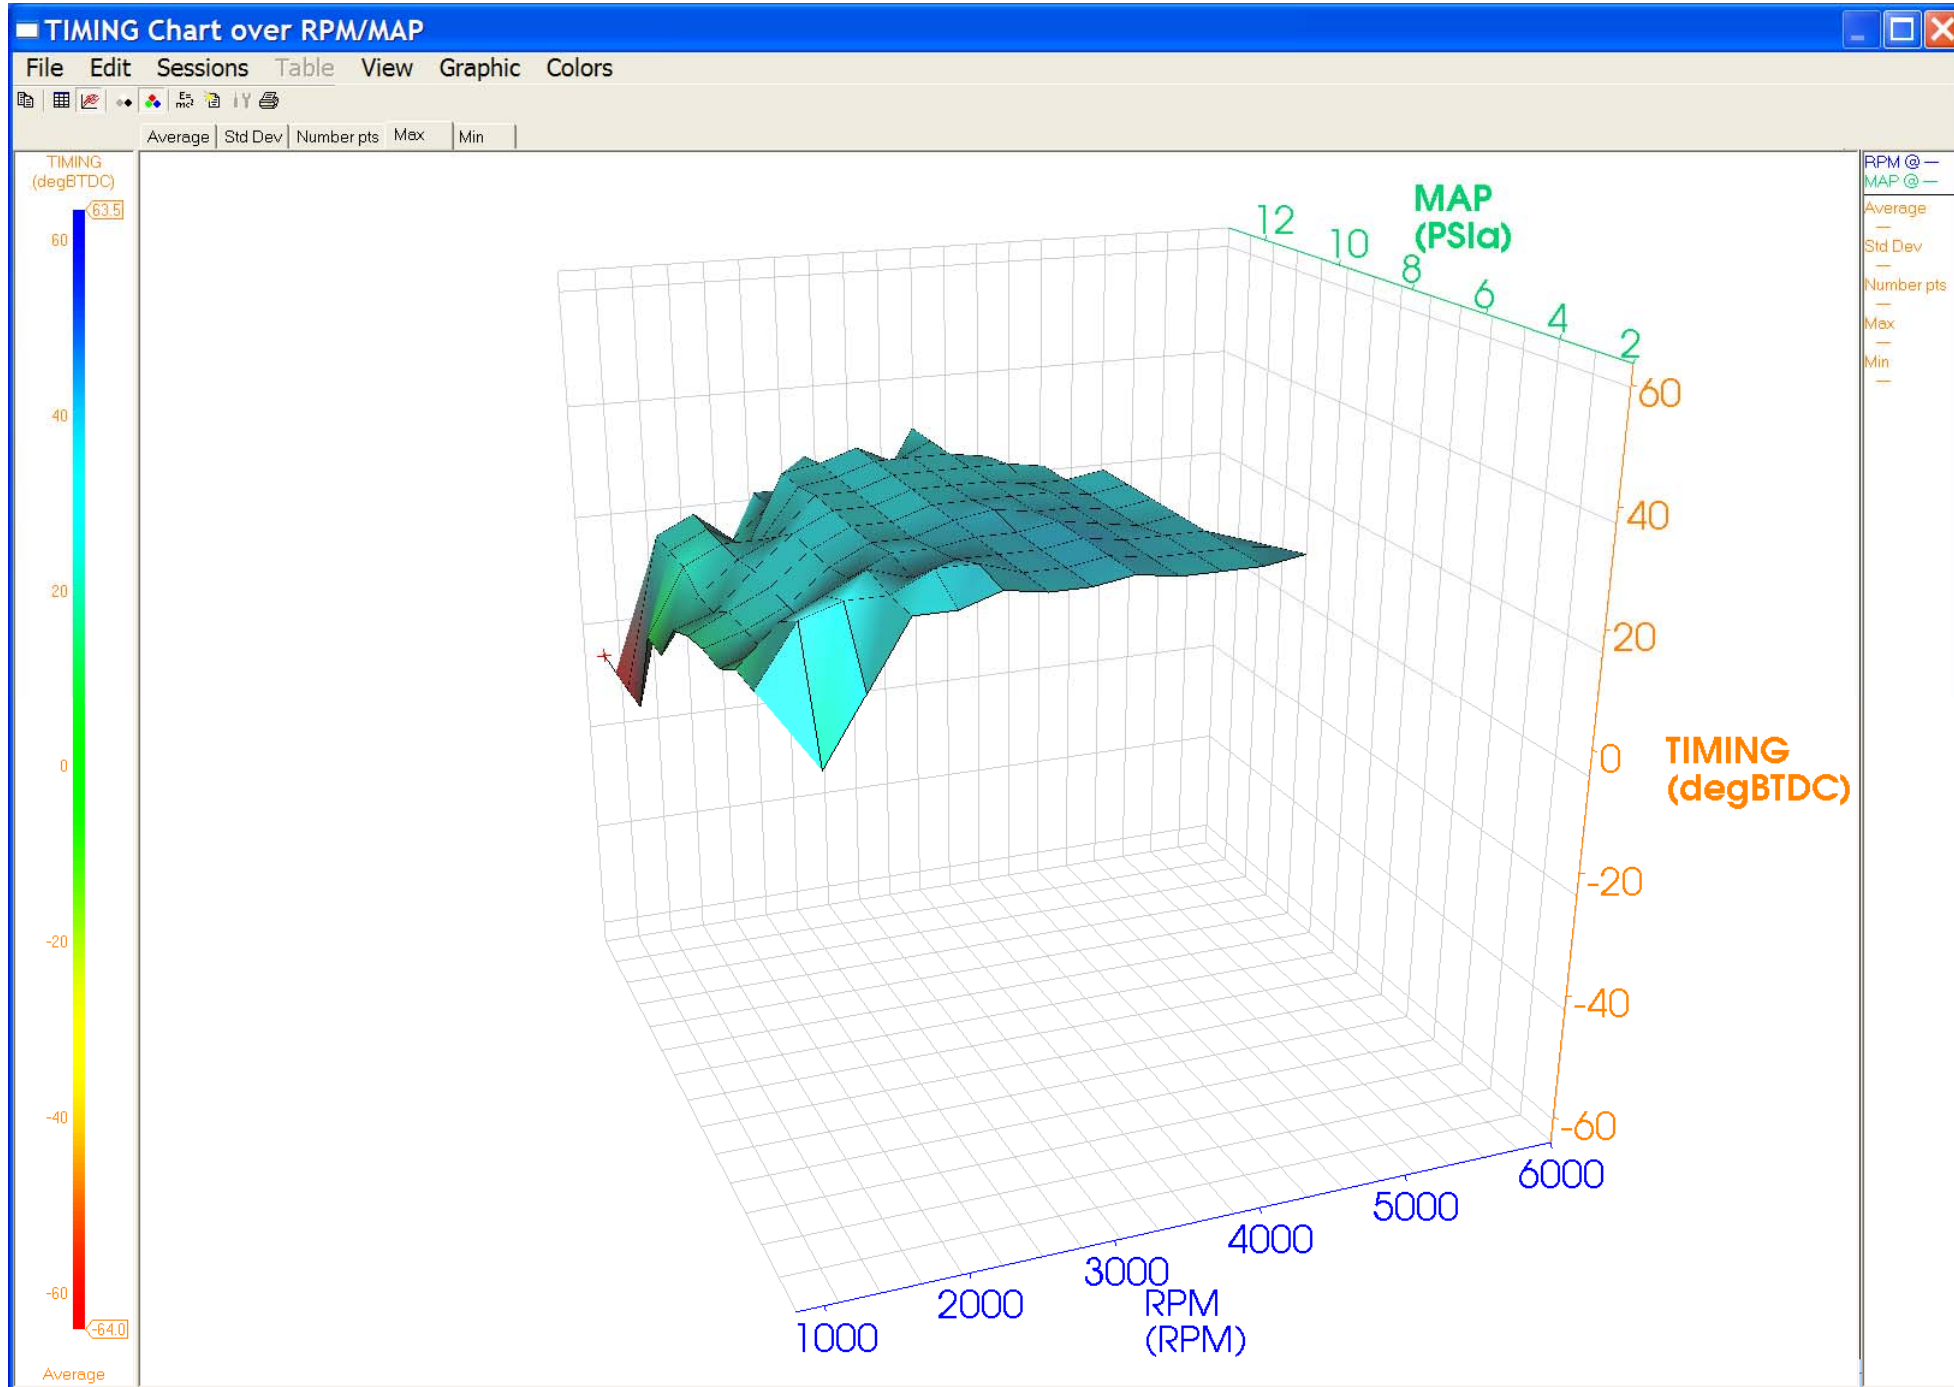 TIMING Chart over RPM/MAP
File Edit Sessions Table View Graphic Colors
E=
mc²
Average Std Dev Number pts Max Min
TIMING
(degBTDC)
63.5
60
40
20
0
-20
-40
-60
-64.0
Average
MAP
(PSIa)
12
10
8
6
4
2
60
40
20
0
-20
-40
-60
TIMING
(degBTDC)
1000
2000
3000
4000
5000
6000
RPM
(RPM)
RPM @ —
MAP @ —
Average
—
Std Dev
—
Number pts
—
Max
—
Min
—